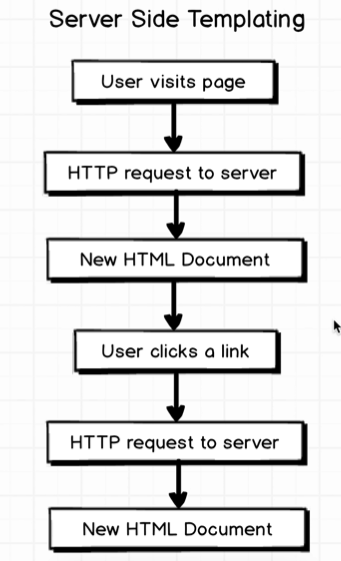 Server Side Templating
User visits page
HTTP request to server
New HTML Document
User clicks a link
HTTP request to server
New HTML Document